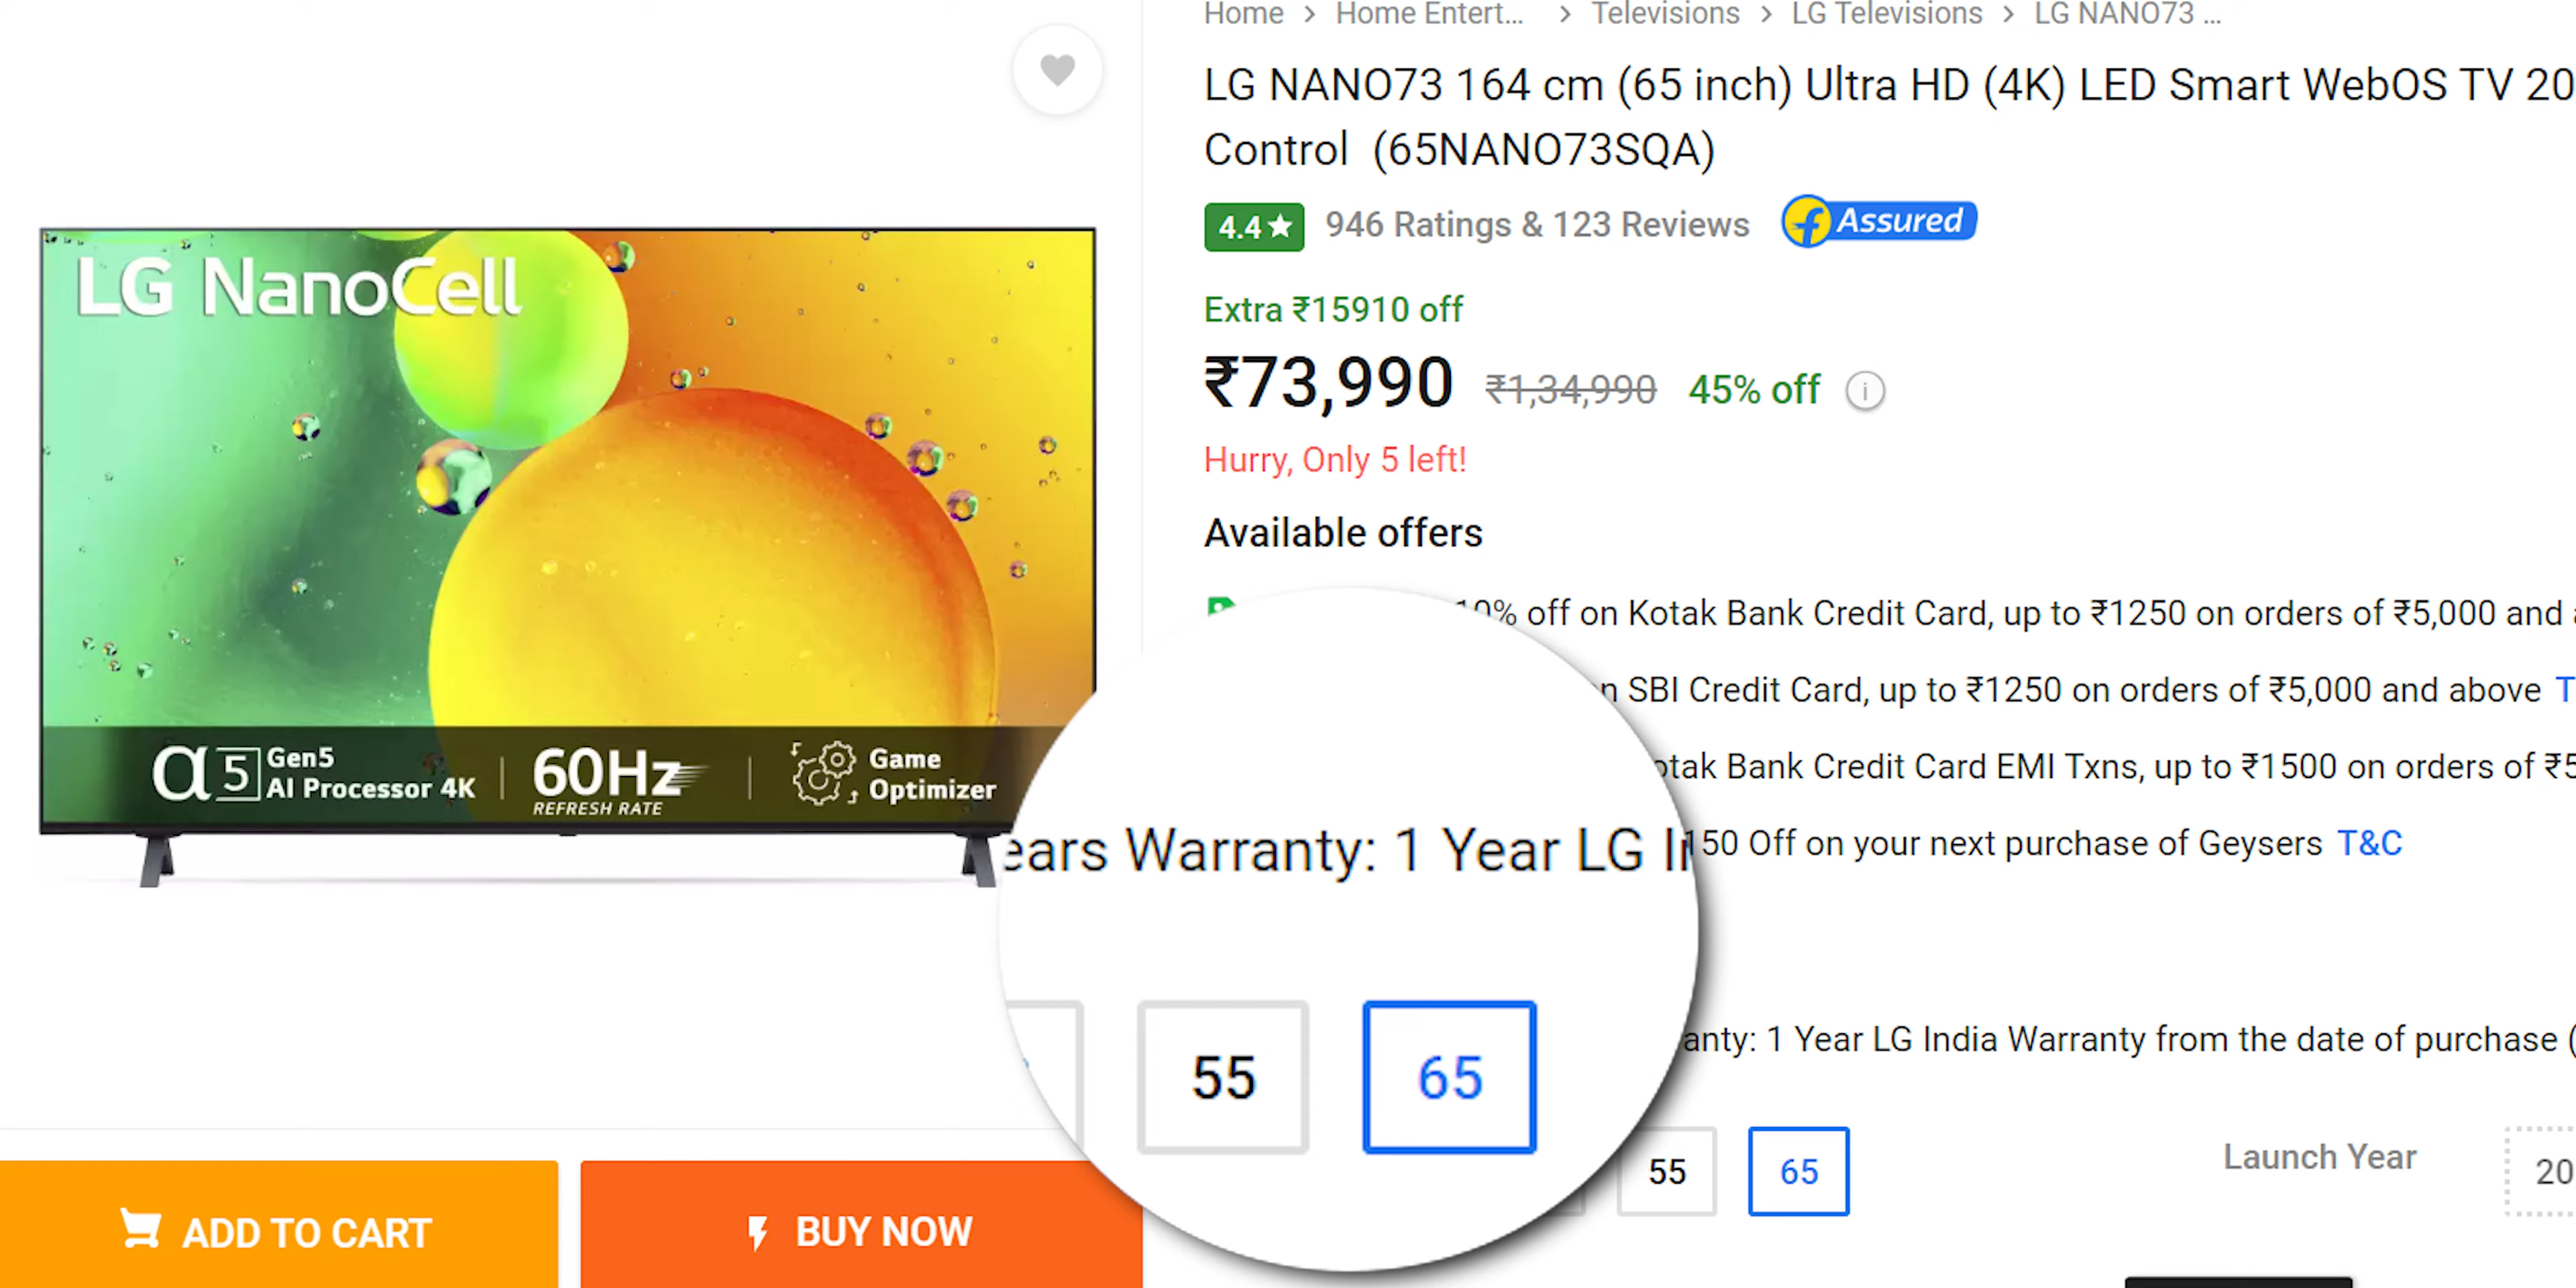 Home > Home Entert... > Televisions > LG Televisions > LG NANO73 ...
LG NANO73 164 cm (65 inch) Ultra HD (4K) LED Smart WebOS TV 20
Control (65NANO73SQA)
4.4★ 946 Ratings & 123 Reviews Assured
Extra ₹15910 off
₹73,990 ₹1,34,990 45% off i
Hurry, Only 5 left!
Available offers
10% off on Kotak Bank Credit Card, up to ₹1250 on orders of ₹5,000 and
SBI Credit Card, up to ₹1250 on orders of ₹5,000 and above T
otak Bank Credit Card EMI Txns, up to ₹1500 on orders of ₹5
150 Off on your next purchase of Geysers T&C
anty: 1 Year LG India Warranty from the date of purchase (
55 65 Launch Year 20
ears Warranty: 1 Year LG In
55 65
LG NanoCell
α5 Gen5
AI Processor 4K
60Hz
REFRESH RATE
Game
Optimizer
ADD TO CART
BUY NOW